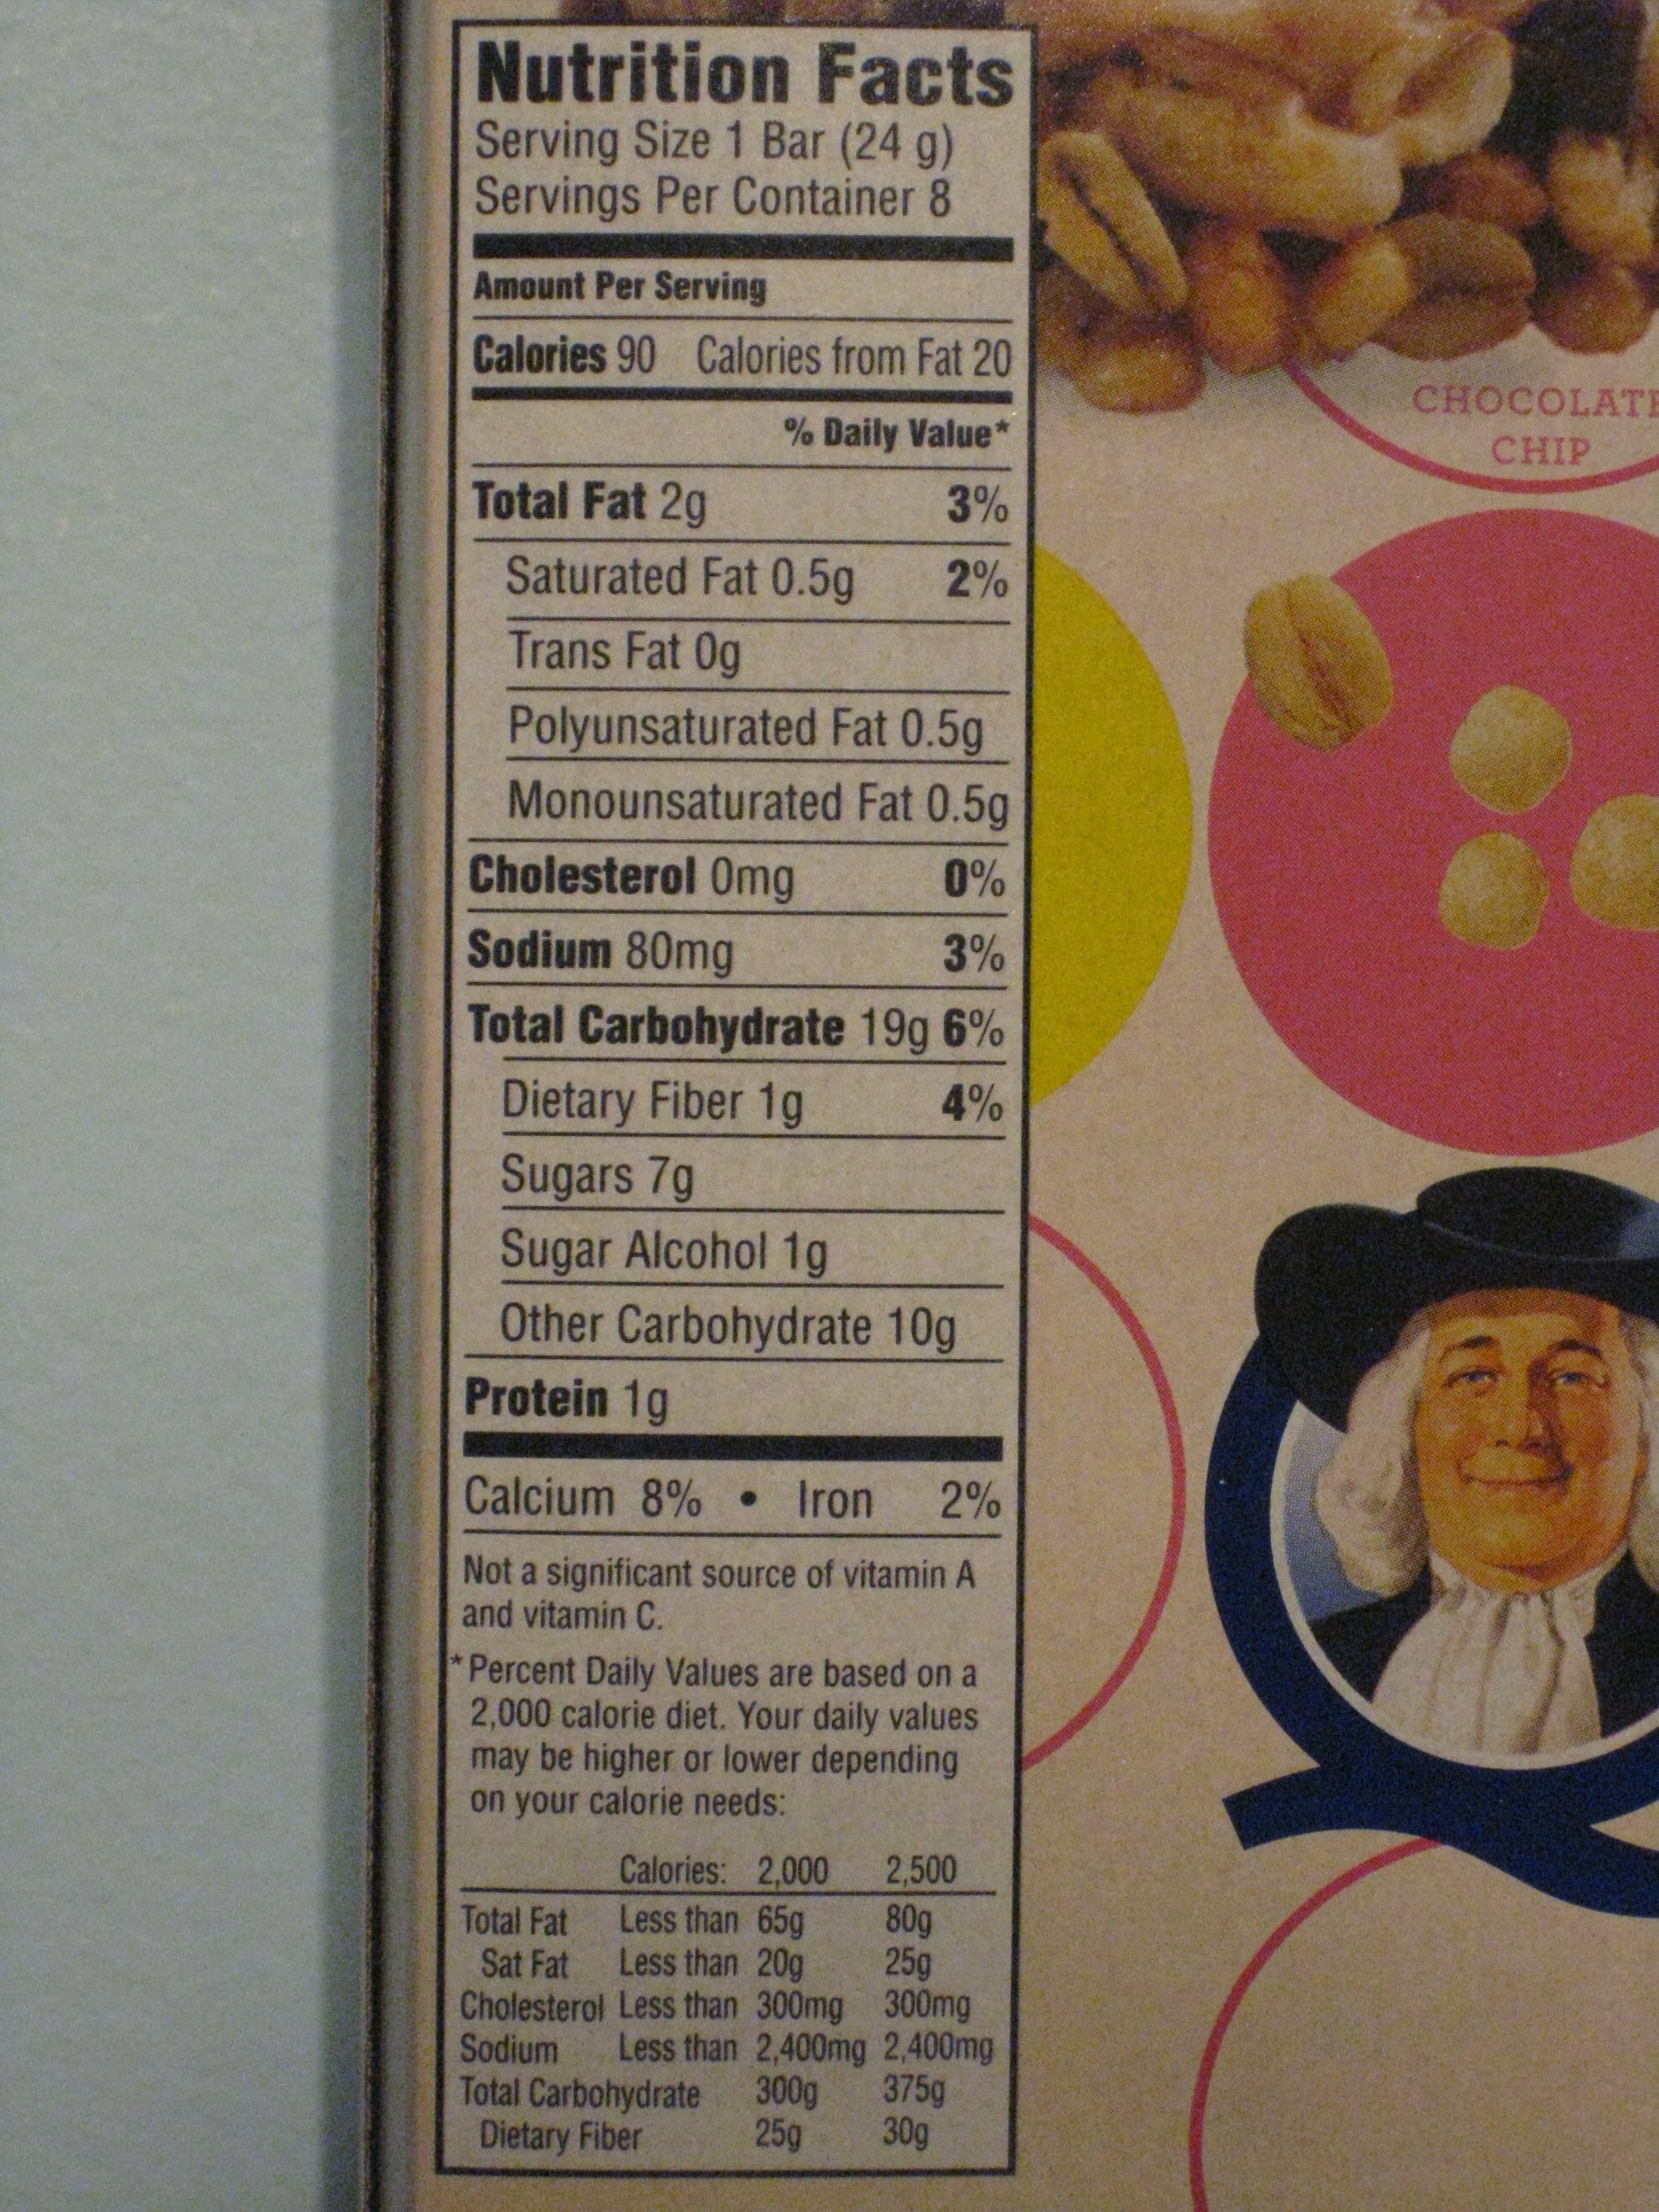 Nutrition Facts
Serving Size 1 Bar (24 g)
Servings Per Container 8
Amount Per Serving
Calories 90 Calories from Fat 20
% Daily Value*
Total Fat 2g 3%
Saturated Fat 0.5g 2%
Trans Fat 0g
Polyunsaturated Fat 0.5g
Monounsaturated Fat 0.5g
Cholesterol 0mg 0%
Sodium 80mg 3%
Total Carbohydrate 19g 6%
Dietary Fiber 1g 4%
Sugars 7g
Sugar Alcohol 1g
Other Carbohydrate 10g
Protein 1g
Calcium 8% • Iron 2%
Not a significant source of vitamin A
and vitamin C.
*Percent Daily Values are based on a
2,000 calorie diet. Your daily values
may be higher or lower depending
on your calorie needs:
Calories: 2,000 2,500
Total Fat Less than 65g 80g
Sat Fat Less than 20g 25g
Cholesterol Less than 300mg 300mg
Sodium Less than 2,400mg 2,400mg
Total Carbohydrate 300g 375g
Dietary Fiber 25g 30g
CHOCOLATE
CHIP